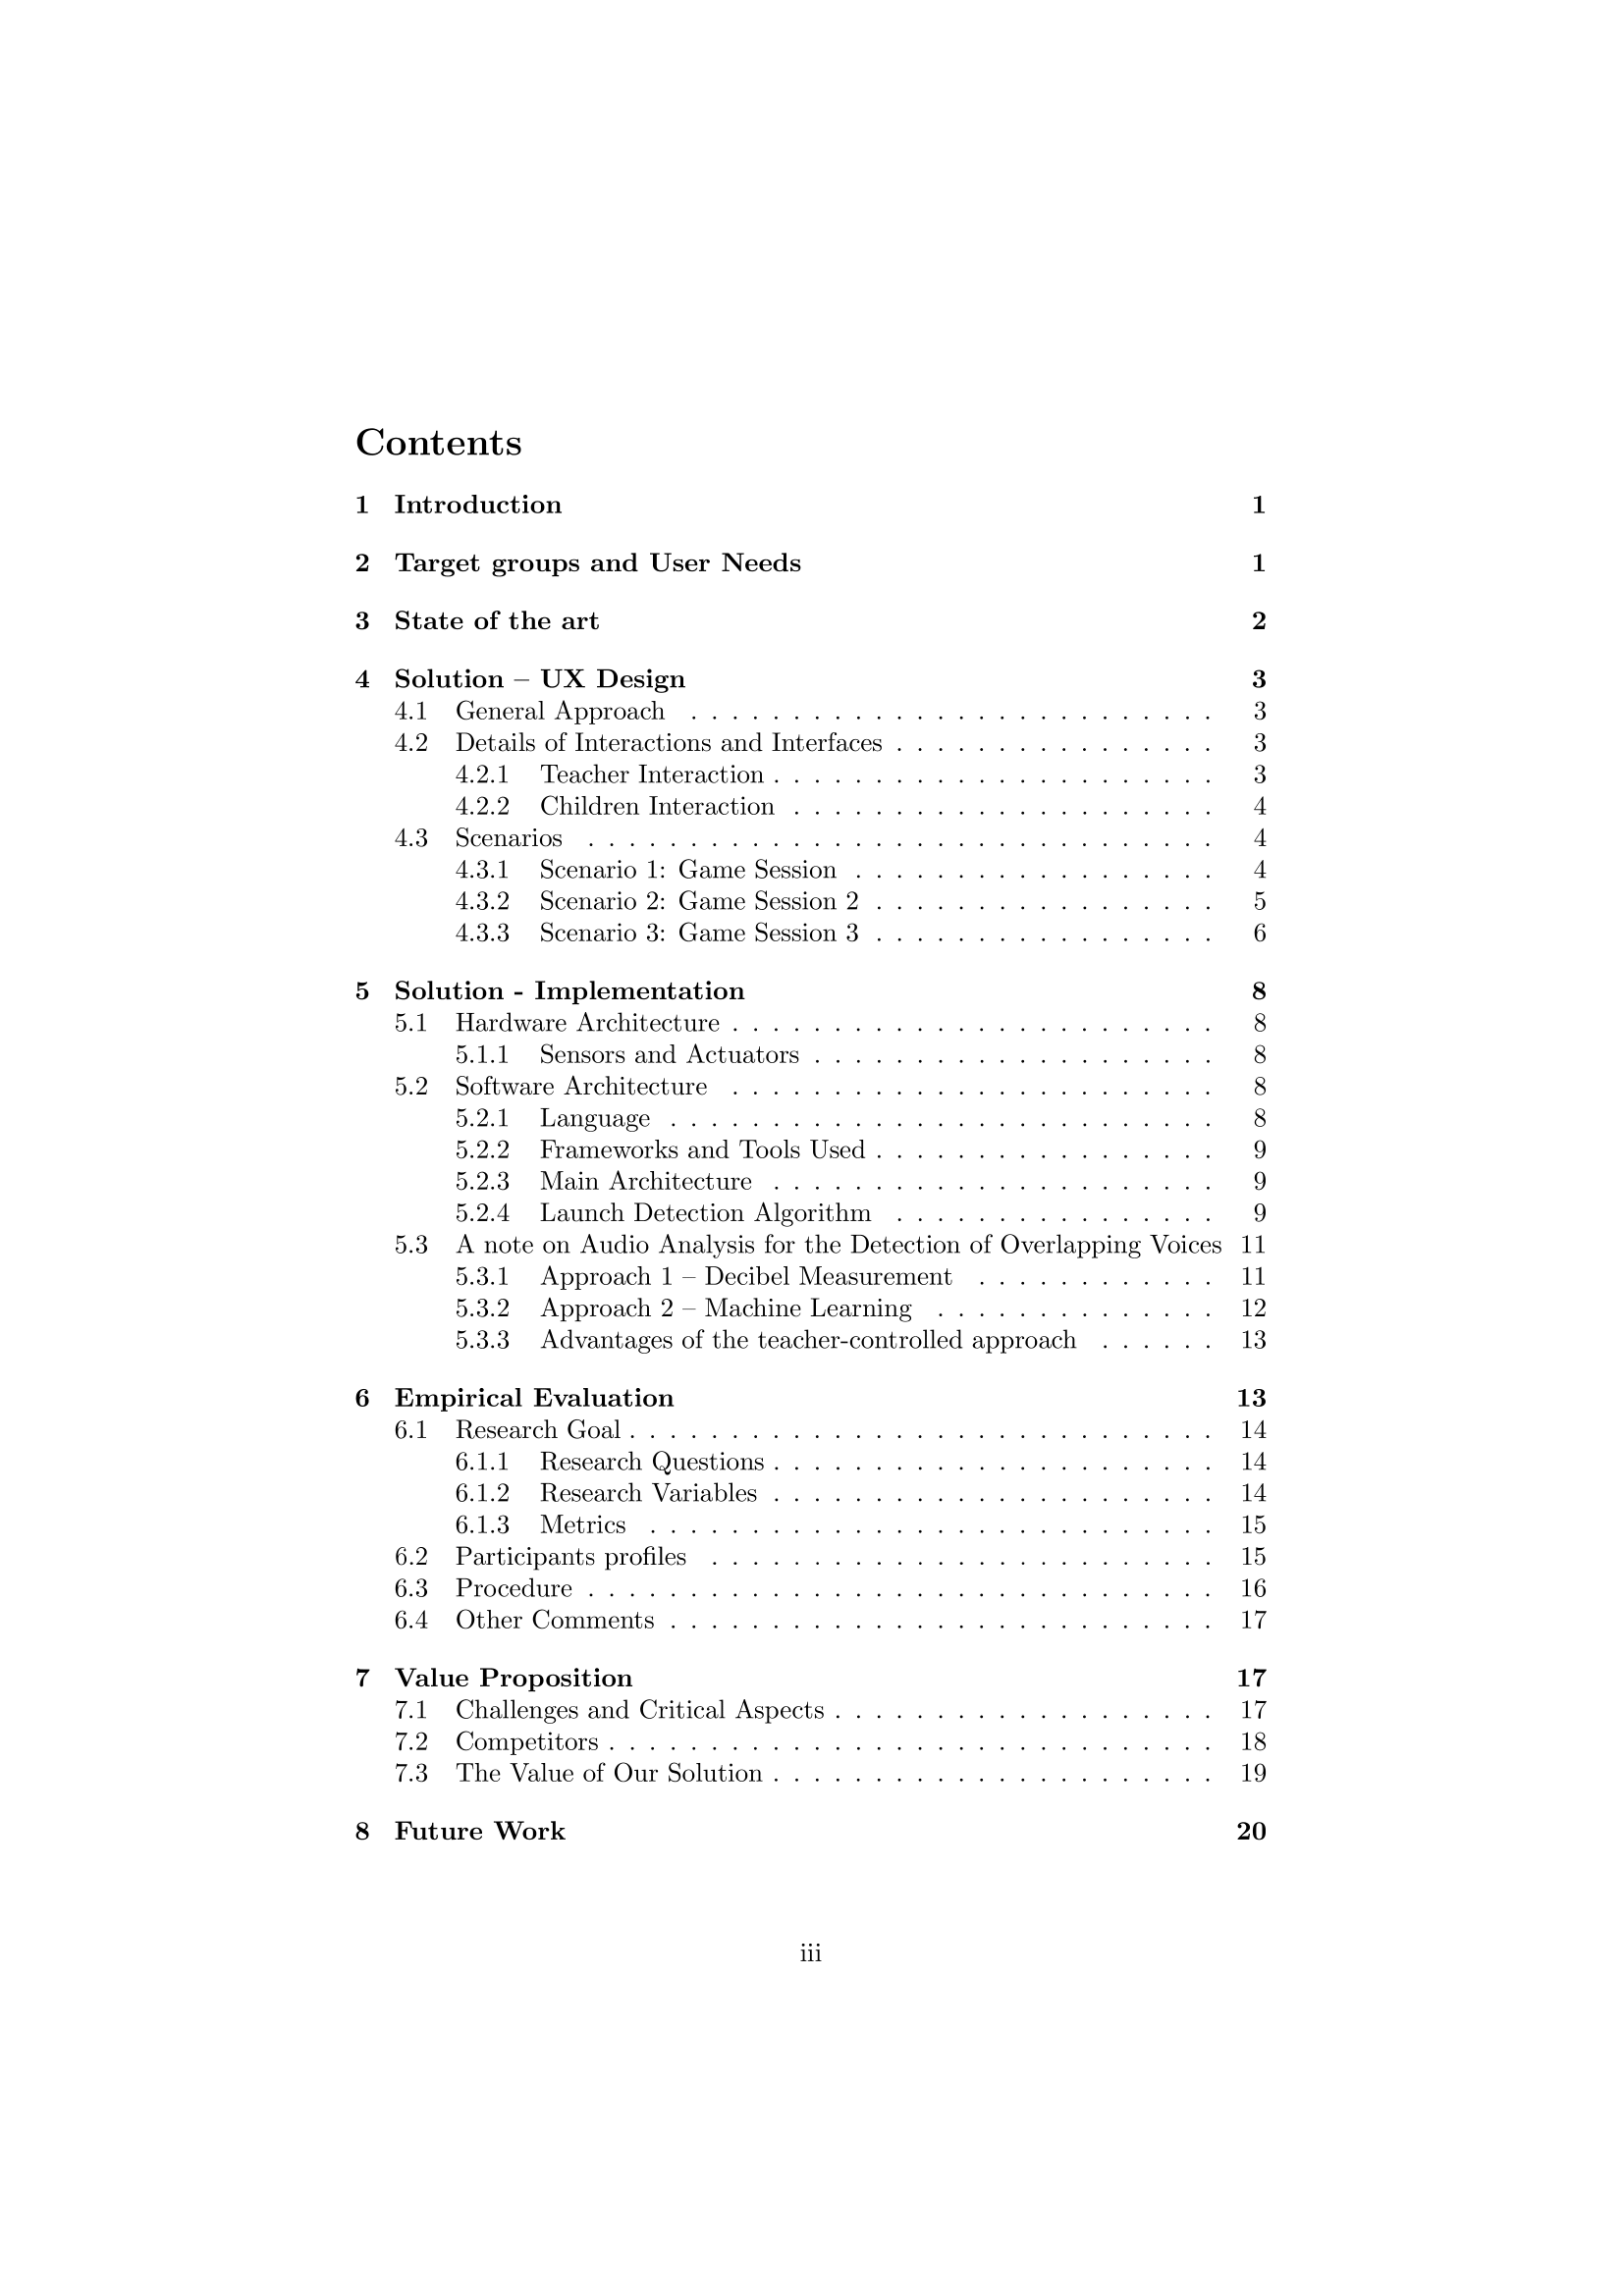 Contents
1 Introduction 1
2 Target groups and User Needs 1
3 State of the art 2
4 Solution – UX Design 3
4.1 General Approach . . . . . . . . . . . . . . . . . . . . . . . . . . 3
4.2 Details of Interactions and Interfaces . . . . . . . . . . . . . . . . 3
4.2.1 Teacher Interaction . . . . . . . . . . . . . . . . . . . . . . 3
4.2.2 Children Interaction . . . . . . . . . . . . . . . . . . . . . 4
4.3 Scenarios . . . . . . . . . . . . . . . . . . . . . . . . . . . . . . . 4
4.3.1 Scenario 1: Game Session . . . . . . . . . . . . . . . . . . 4
4.3.2 Scenario 2: Game Session 2 . . . . . . . . . . . . . . . . . 5
4.3.3 Scenario 3: Game Session 3 . . . . . . . . . . . . . . . . . 6
5 Solution - Implementation 8
5.1 Hardware Architecture . . . . . . . . . . . . . . . . . . . . . . . . 8
5.1.1 Sensors and Actuators . . . . . . . . . . . . . . . . . . . . 8
5.2 Software Architecture . . . . . . . . . . . . . . . . . . . . . . . . 8
5.2.1 Language . . . . . . . . . . . . . . . . . . . . . . . . . . . 8
5.2.2 Frameworks and Tools Used . . . . . . . . . . . . . . . . . 9
5.2.3 Main Architecture . . . . . . . . . . . . . . . . . . . . . . 9
5.2.4 Launch Detection Algorithm . . . . . . . . . . . . . . . . 9
5.3 A note on Audio Analysis for the Detection of Overlapping Voices 11
5.3.1 Approach 1 – Decibel Measurement . . . . . . . . . . . . 11
5.3.2 Approach 2 – Machine Learning . . . . . . . . . . . . . . 12
5.3.3 Advantages of the teacher-controlled approach . . . . . . 13
6 Empirical Evaluation 13
6.1 Research Goal . . . . . . . . . . . . . . . . . . . . . . . . . . . . . 14
6.1.1 Research Questions . . . . . . . . . . . . . . . . . . . . . . 14
6.1.2 Research Variables . . . . . . . . . . . . . . . . . . . . . . 14
6.1.3 Metrics . . . . . . . . . . . . . . . . . . . . . . . . . . . . 15
6.2 Participants profiles . . . . . . . . . . . . . . . . . . . . . . . . . 15
6.3 Procedure . . . . . . . . . . . . . . . . . . . . . . . . . . . . . . . 16
6.4 Other Comments . . . . . . . . . . . . . . . . . . . . . . . . . . . 17
7 Value Proposition 17
7.1 Challenges and Critical Aspects . . . . . . . . . . . . . . . . . . . 17
7.2 Competitors . . . . . . . . . . . . . . . . . . . . . . . . . . . . . . 18
7.3 The Value of Our Solution . . . . . . . . . . . . . . . . . . . . . . 19
8 Future Work 20
iii